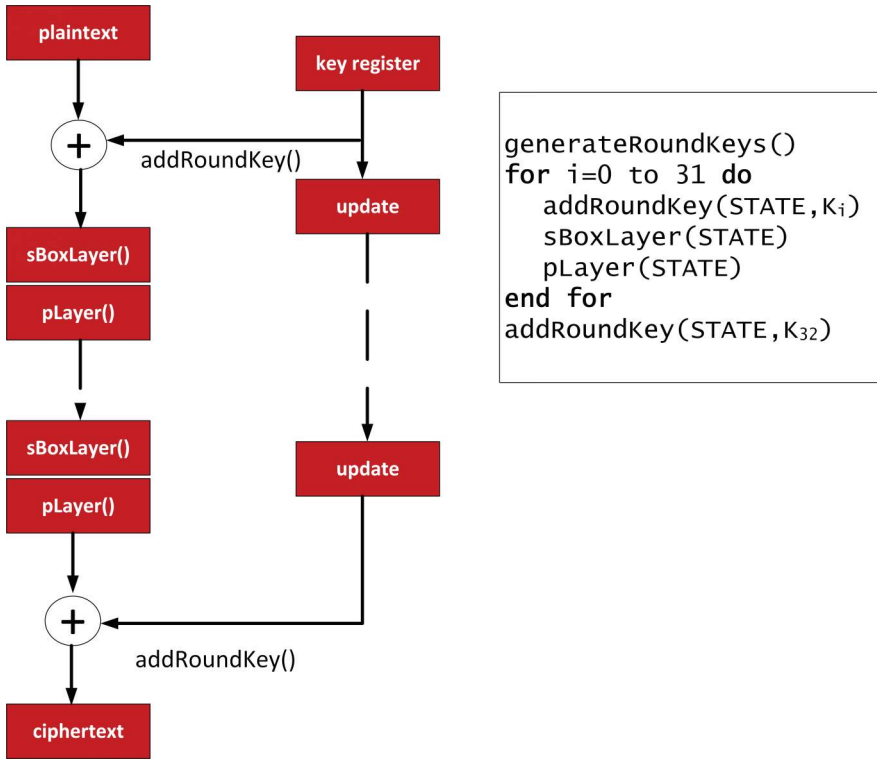 plaintext
key register
addRoundKey()
update
sBoxLayer()
pLayer()
sBoxLayer()
update
pLayer()
addRoundKey()
ciphertext
generateRoundKeys()
for i=0 to 31 do
addRoundKey(STATE,Ki)
sBoxLayer(STATE)
pLayer(STATE)
end for
addRoundKey(STATE,K32)